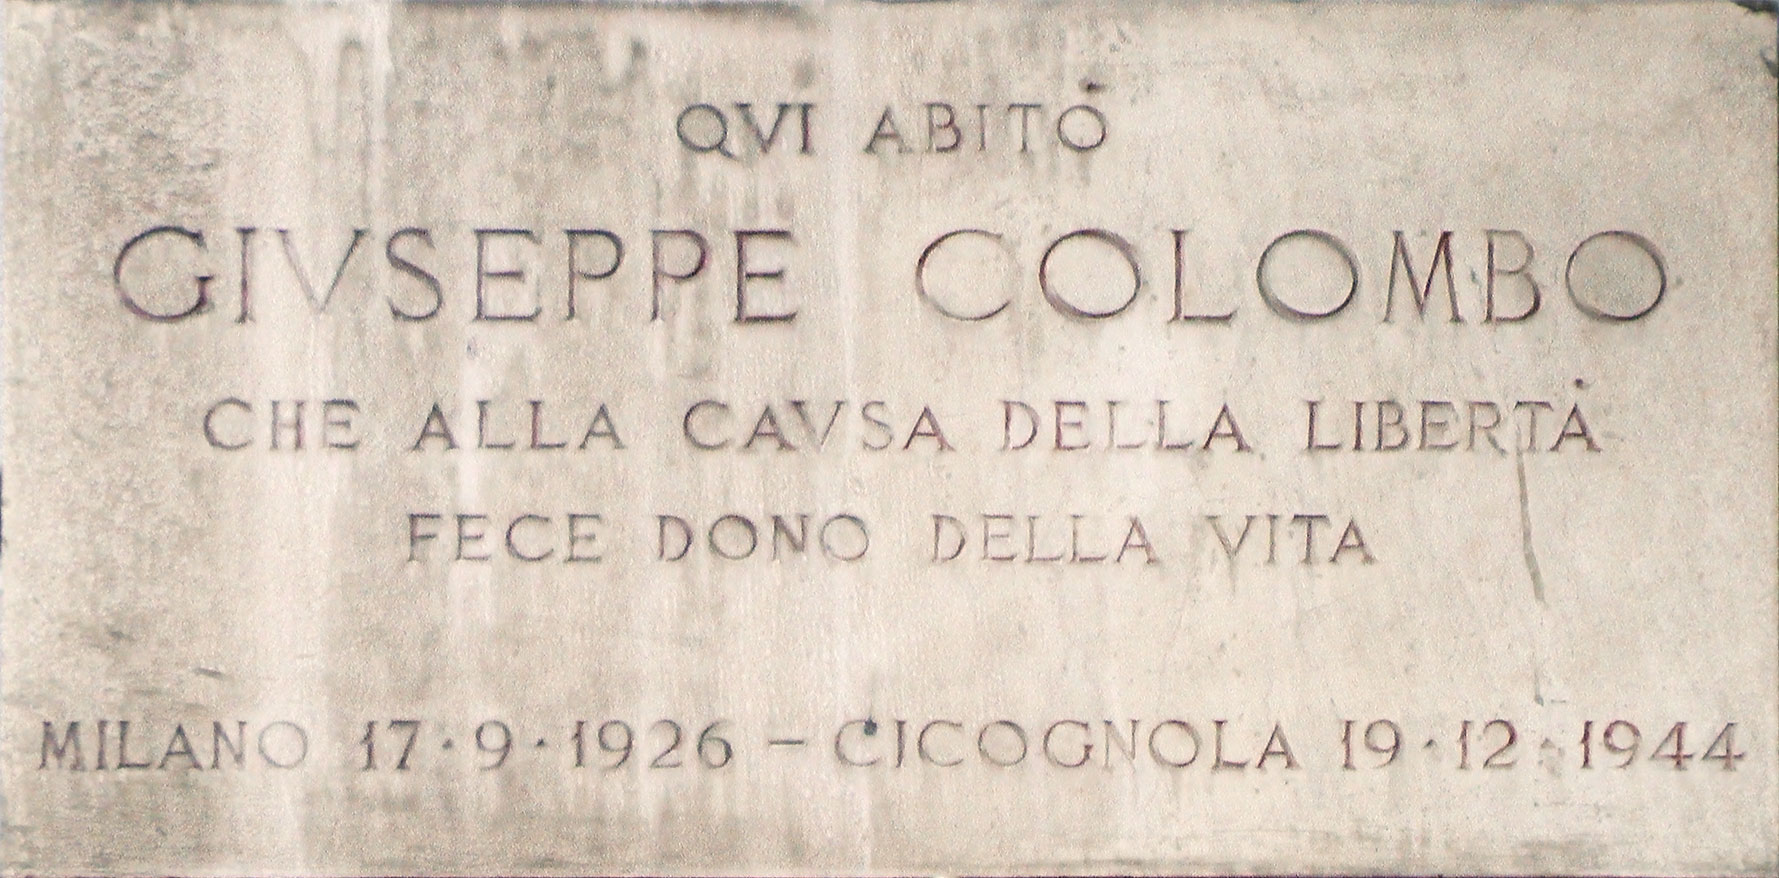 QVI ABITÒ
GIVSEPPE COLOMBO
CHE ALLA CAVSA DELLA LIBERTÀ
FECE DONO DELLA VITA
MILANO 17·9·1926 – CICOGNOLA 19·12·1944